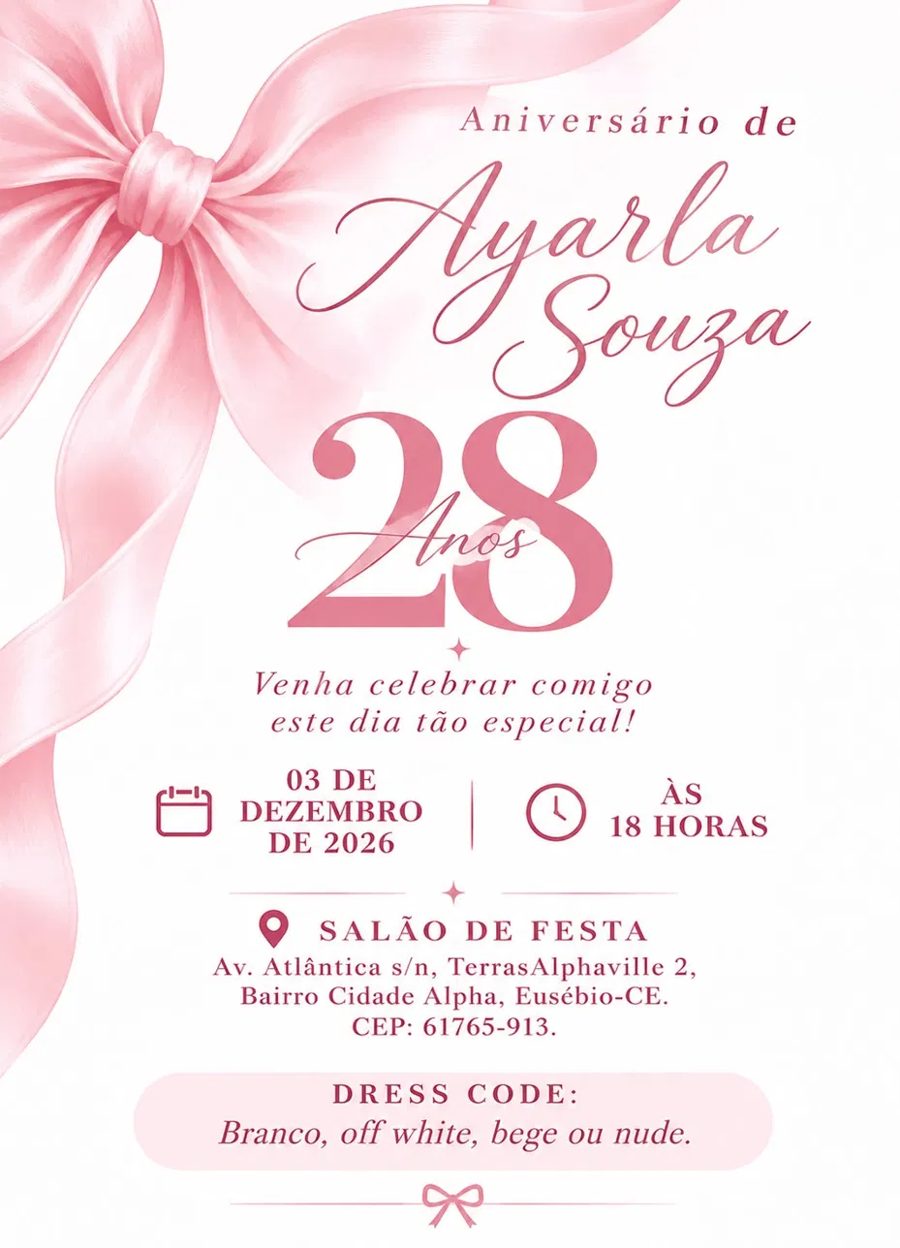 Aniversário de
Ayarla
Souza
28
Anos
Venha celebrar comigo
este dia tão especial!
03 DE
DEZEMBRO
DE 2026
ÀS
18 HORAS
SALÃO DE FESTA
Av. Atlântica s/n, TerrasAlphaville 2,
Bairro Cidade Alpha, Eusébio-CE.
CEP: 61765-913.
DRESS CODE:
Branco, off white, bege ou nude.